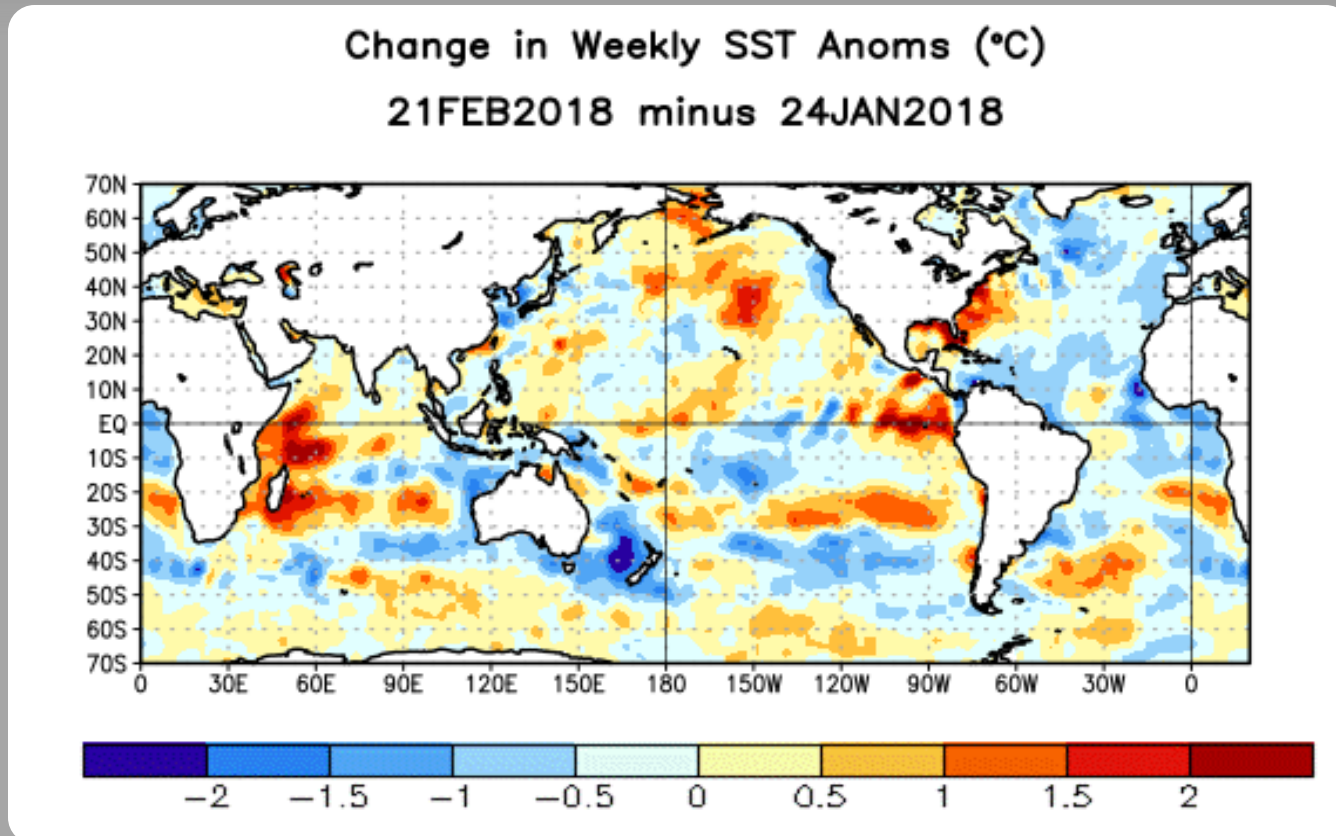 Change in Weekly SST Anoms (°C)
21FEB2018 minus 24JAN2018
70N
60N
50N
40N
30N
20N
10N
EQ
10S
20S
30S
40S
50S
60S
70S
0 30E 60E 90E 120E 150E 180 150W 120W 90W 60W 30W 0
−2 −1.5 −1 −0.5 0 0.5 1 1.5 2